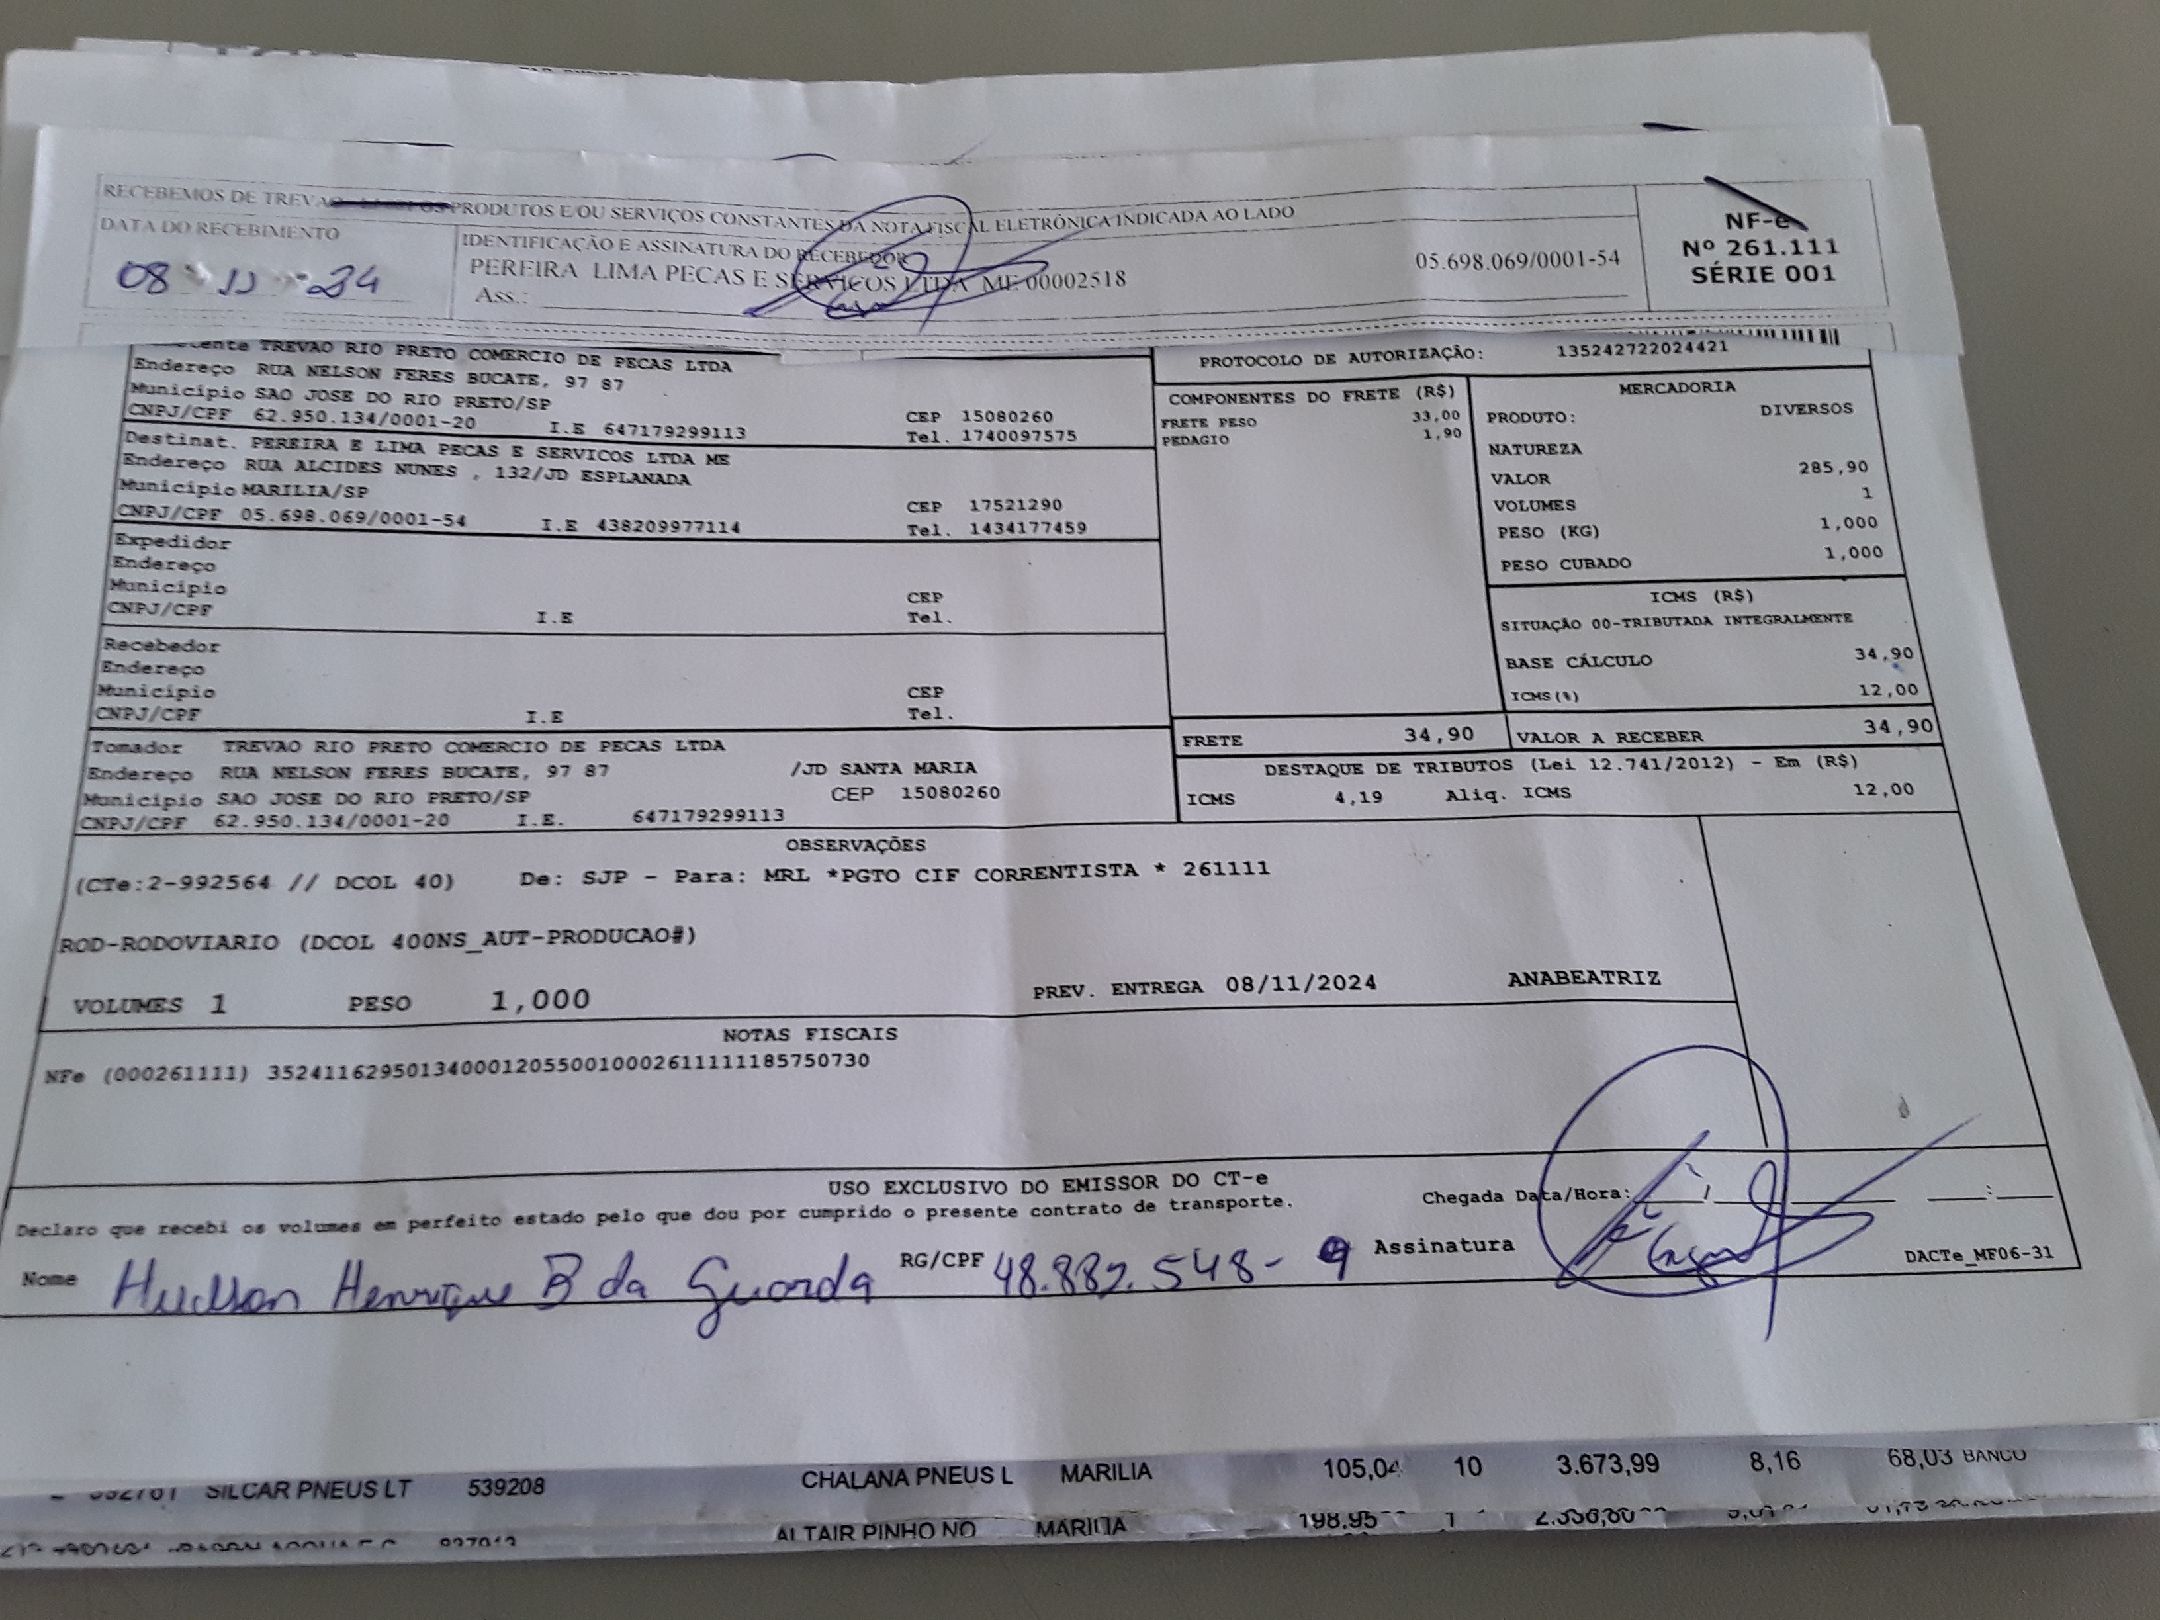 RECEBEMOS DE TREVAO PRODUTOS E/OU SERVIÇOS CONSTANTES DA NOTA FISCAL ELETRÔNICA INDICADA AO LADO
DATA DO RECEBIMENTO
08 11 24
IDENTIFICAÇÃO E ASSINATURA DO RECEBEDOR
PEREIRA LIMA PECAS E SERVICOS LTDA ME 00002518
05.698.069/0001-54
Ass.:
NF-e
Nº 261.111
SÉRIE 001
TREVAO RIO PRETO COMERCIO DE PECAS LTDA
Endereço RUA NELSON FERES BUCATE, 97 87
Município SAO JOSE DO RIO PRETO/SP CEP 15080260
CNPJ/CPF 62.950.134/0001-20 I.E 647179299113 Tel. 1740097575
Destinat. PEREIRA E LIMA PECAS E SERVICOS LTDA ME
Endereço RUA ALCIDES NUNES , 132/JD ESPLANADA
Município MARILIA/SP CEP 17521290
CNPJ/CPF 05.698.069/0001-54 I.E 438209977114 Tel. 1434177459
Expedidor
Endereço
Município CEP
CNPJ/CPF I.E Tel.
Recebedor
Endereço
Município CEP
CNPJ/CPF I.E Tel.
Tomador TREVAO RIO PRETO COMERCIO DE PECAS LTDA
Endereço RUA NELSON FERES BUCATE, 97 87 /JD SANTA MARIA
Município SAO JOSE DO RIO PRETO/SP CEP 15080260
CNPJ/CPF 62.950.134/0001-20 I.E. 647179299113
PROTOCOLO DE AUTORIZAÇÃO: 135242722024421
COMPONENTES DO FRETE (R$)
FRETE PESO 33,00
PEDAGIO 1,90
MERCADORIA
PRODUTO: DIVERSOS
NATUREZA
VALOR 285,90
VOLUMES 1
PESO (KG) 1,000
PESO CUBADO 1,000
ICMS (R$)
SITUAÇÃO 00-TRIBUTADA INTEGRALMENTE
BASE CÁLCULO 34,90
ICMS(%) 12,00
FRETE 34,90 VALOR A RECEBER 34,90
DESTAQUE DE TRIBUTOS (Lei 12.741/2012) - Em (R$)
ICMS 4,19 Aliq. ICMS 12,00
OBSERVAÇÕES
(CTe:2-992564 // DCOL 40) De: SJP - Para: MRL *PGTO CIF CORRENTISTA * 261111
ROD-RODOVIARIO (DCOL 400NS_AUT-PRODUCAO#)
VOLUMES 1 PESO 1,000 PREV. ENTREGA 08/11/2024 ANABEATRIZ
NOTAS FISCAIS
NFe (000261111) 35241162950134000120550010002611111185750730
USO EXCLUSIVO DO EMISSOR DO CT-e
Declaro que recebi os volumes em perfeito estado pelo que dou por cumprido o presente contrato de transporte.
Chegada Data/Hora: / :
Nome Hudson Henrique B da Guarda RG/CPF 48.882.548-9 Assinatura
DACTe_MF06-31
SILCAR PNEUS LT 539208 CHALANA PNEUS L MARILIA 105,04 10 3.673,99 8,16 68,03 BANCO
ALTAIR PINHO NO MARILIA 198,95